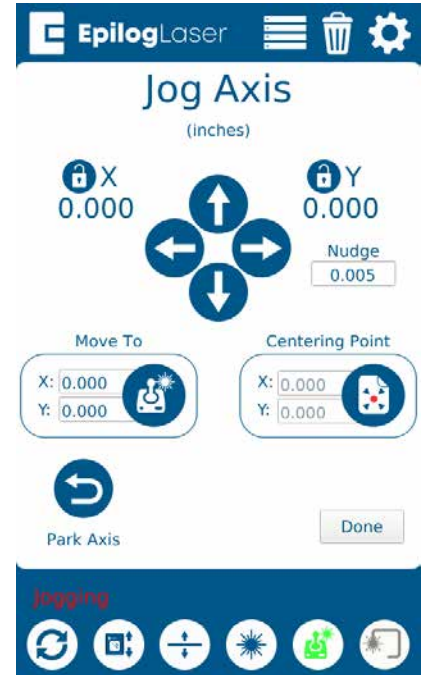 EpilogLaser
Jog Axis
(inches)
X
0.000
Y
0.000
Nudge
0.005
Move To
X: 0.000
Y: 0.000
Centering Point
X: 0.000
Y: 0.000
Park Axis
Done
Jogging